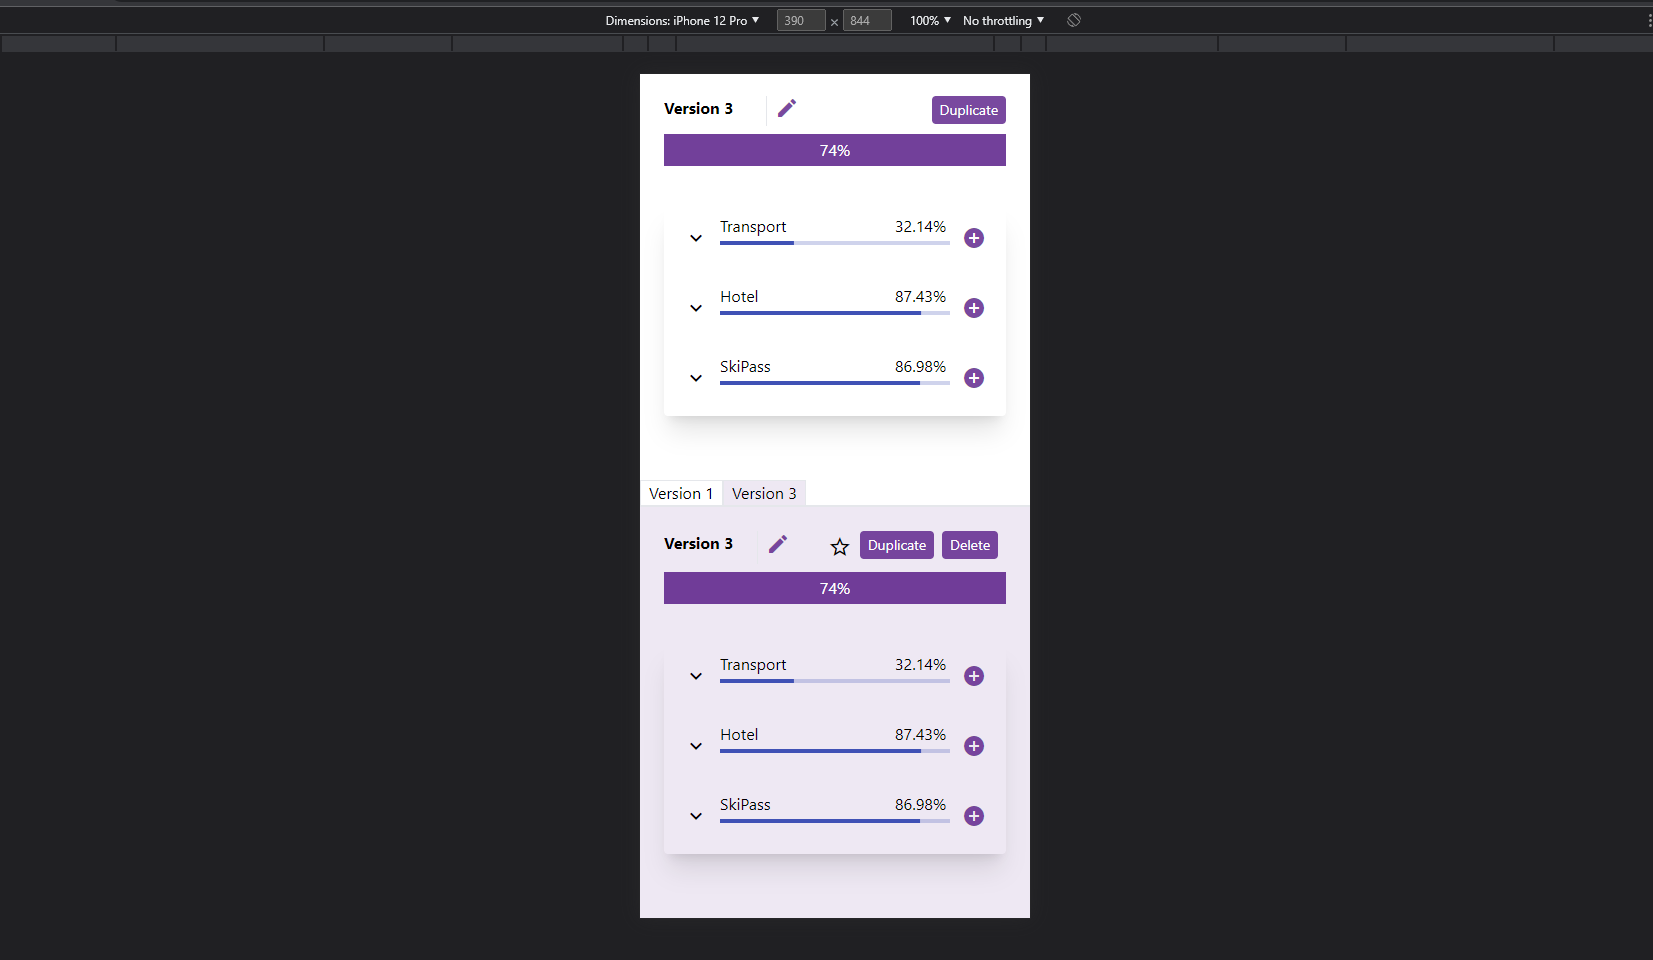 Dimensions: iPhone 12 Pro 390 × 844 100% No throttling
Version 3 Duplicate
74%
Transport 32.14%
Hotel 87.43%
SkiPass 86.98%
Version 1 Version 3
Version 3 Duplicate Delete
74%
Transport 32.14%
Hotel 87.43%
SkiPass 86.98%